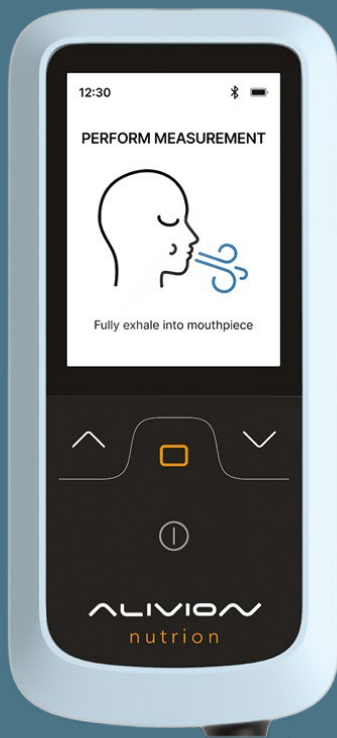 12:30
PERFORM MEASUREMENT
Fully exhale into mouthpiece
ALIVION
nutrion